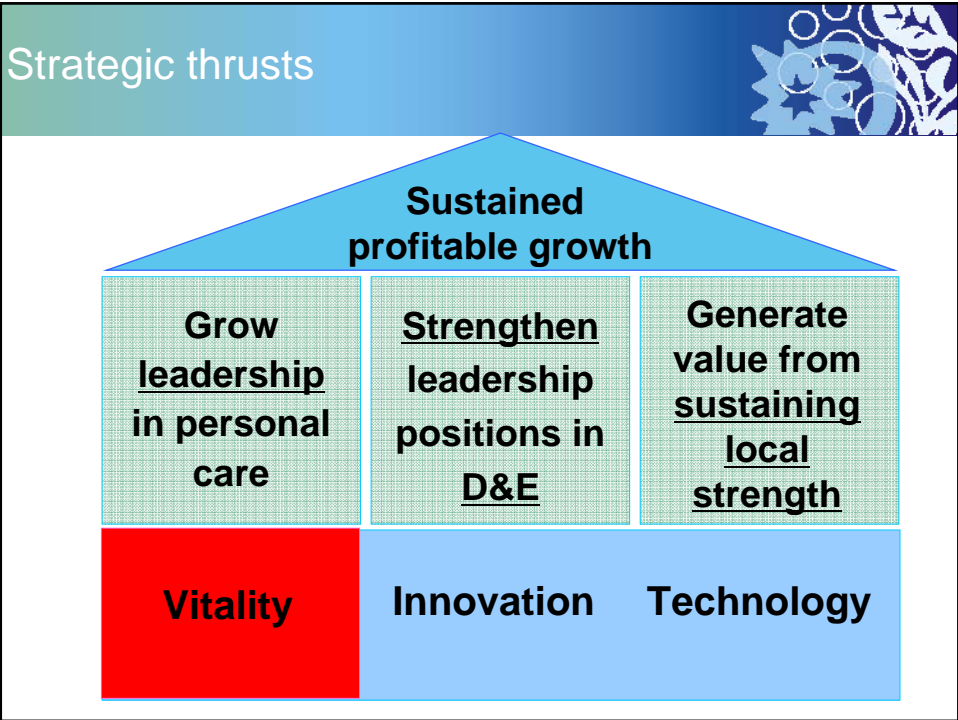 Strategic thrusts
Sustained
profitable growth
Grow
leadership
in personal
care
Strengthen
leadership
positions in
D&E
Generate
value from
sustaining
local
strength
Vitality
Innovation
Technology